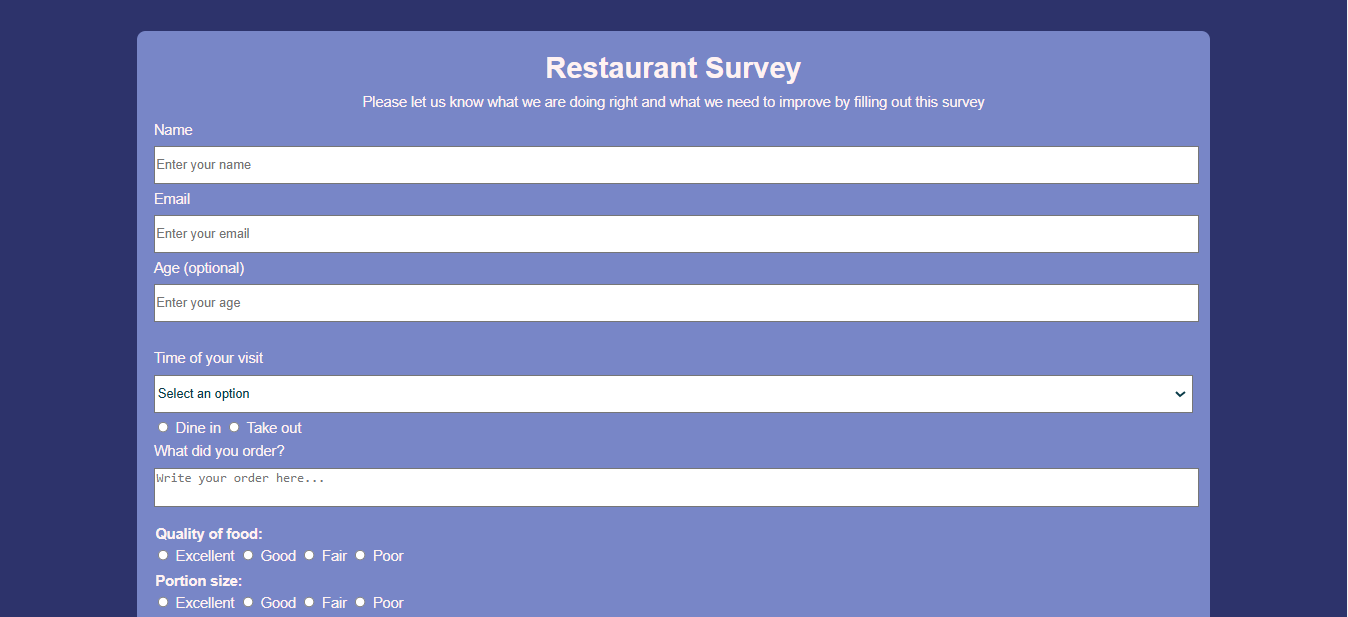 Restaurant Survey
Please let us know what we are doing right and what we need to improve by filling out this survey
Name
Enter your name
Email
Enter your email
Age (optional)
Enter your age
Time of your visit
Select an option
Dine in Take out
What did you order?
Write your order here...
Quality of food:
Excellent Good Fair Poor
Portion size:
Excellent Good Fair Poor